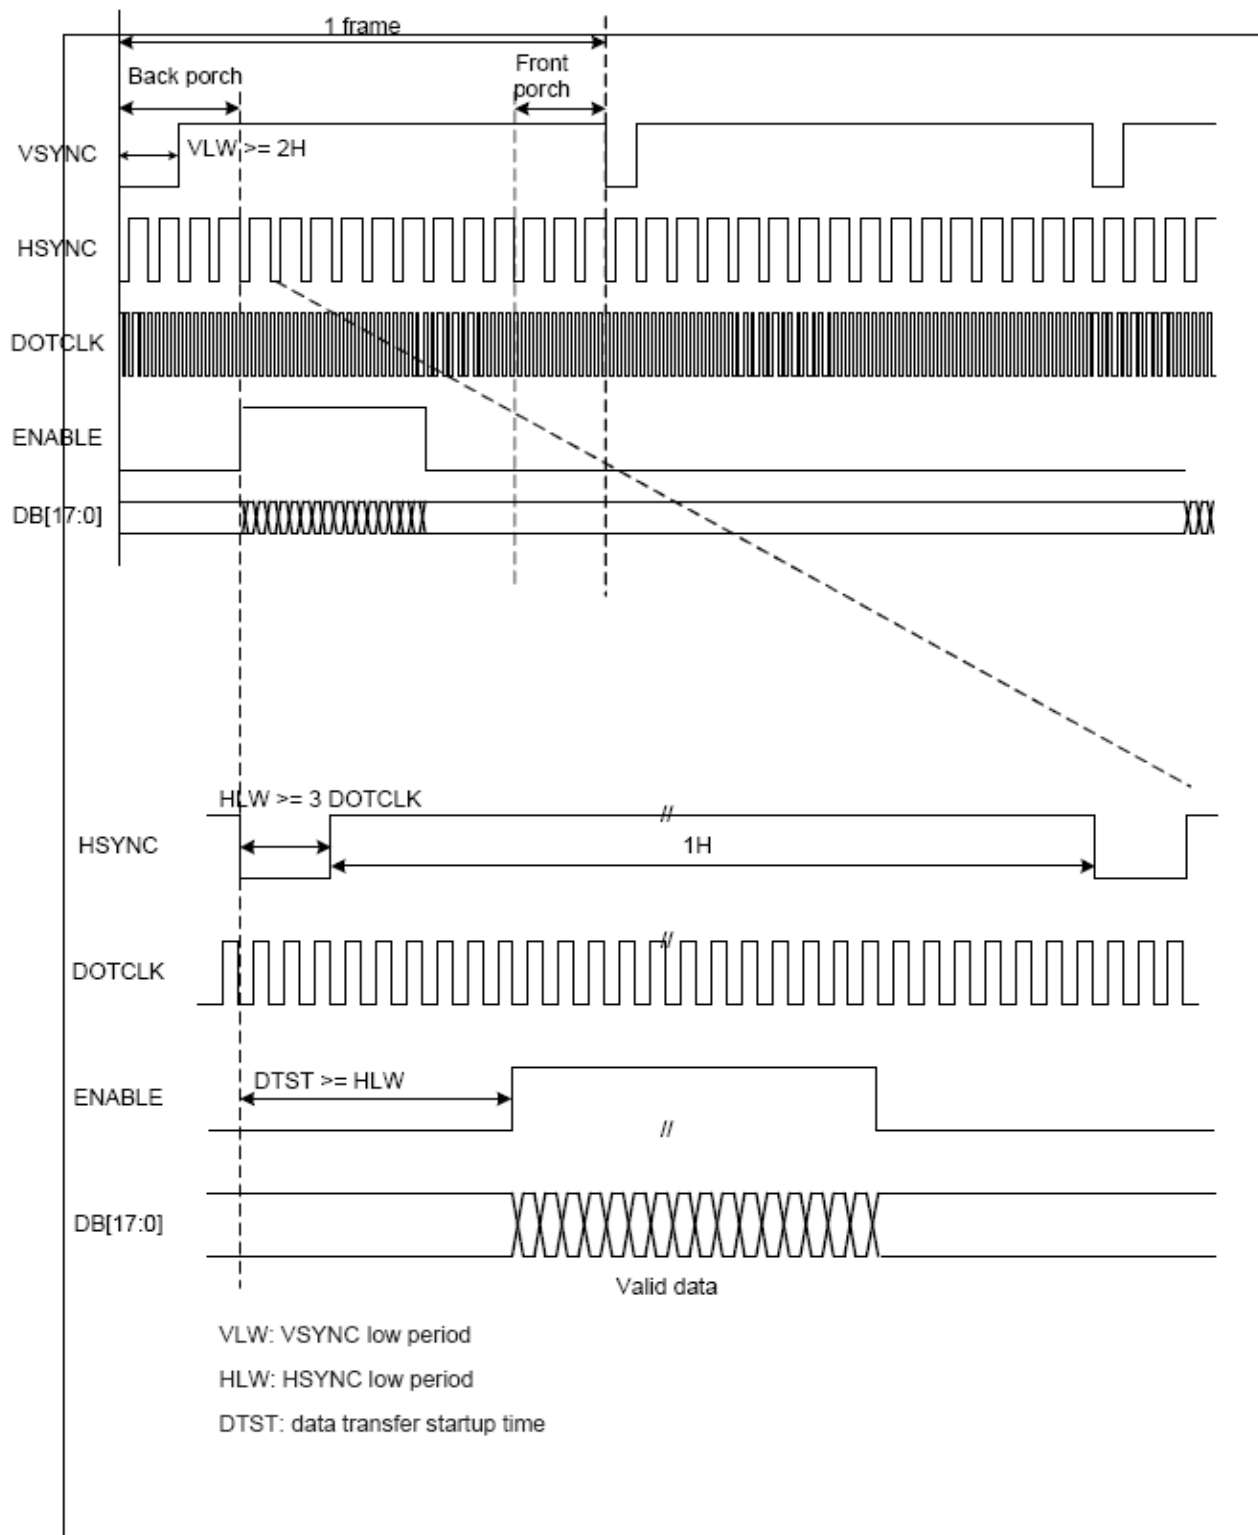 1 frame
Back porch
Front
porch
VSYNC
VLW >= 2H
HSYNC
DOTCLK
ENABLE
DB[17:0]
HLW >= 3 DOTCLK
//
HSYNC
1H
//
DOTCLK
DTST >= HLW
ENABLE
//
DB[17:0]
Valid data
VLW: VSYNC low period
HLW: HSYNC low period
DTST: data transfer startup time